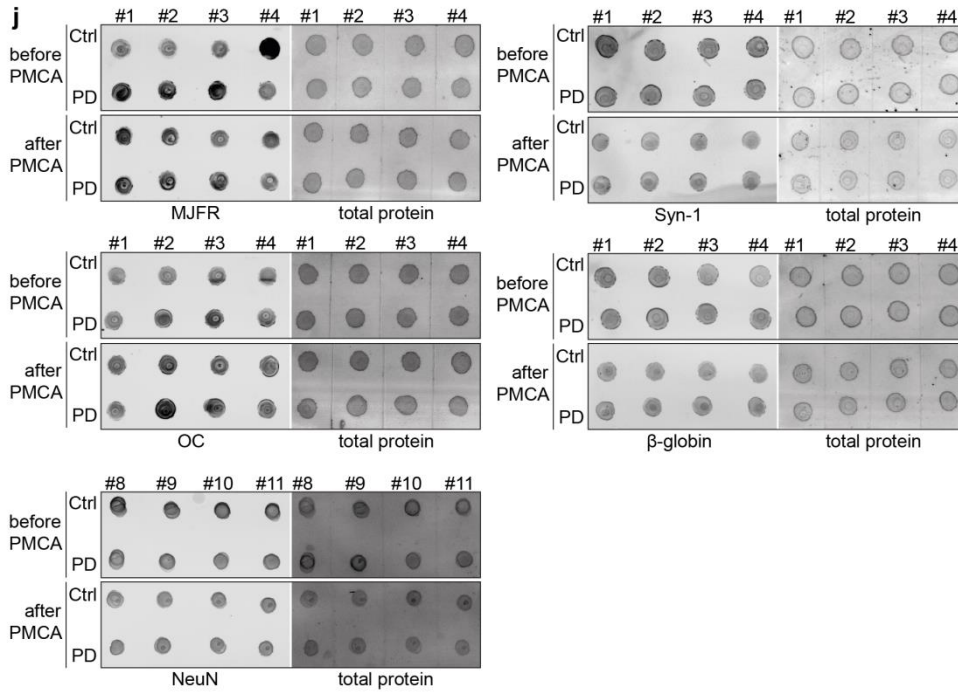 j
#1 #2 #3 #4 #1 #2 #3 #4
before PMCA
Ctrl
PD
after PMCA
Ctrl
PD
MJFR total protein
#1 #2 #3 #4 #1 #2 #3 #4
before PMCA
Ctrl
PD
after PMCA
Ctrl
PD
Syn-1 total protein
#1 #2 #3 #4 #1 #2 #3 #4
before PMCA
Ctrl
PD
after PMCA
Ctrl
PD
OC total protein
#1 #2 #3 #4 #1 #2 #3 #4
before PMCA
Ctrl
PD
after PMCA
Ctrl
PD
β-globin total protein
#8 #9 #10 #11 #8 #9 #10 #11
before PMCA
Ctrl
PD
after PMCA
Ctrl
PD
NeuN total protein